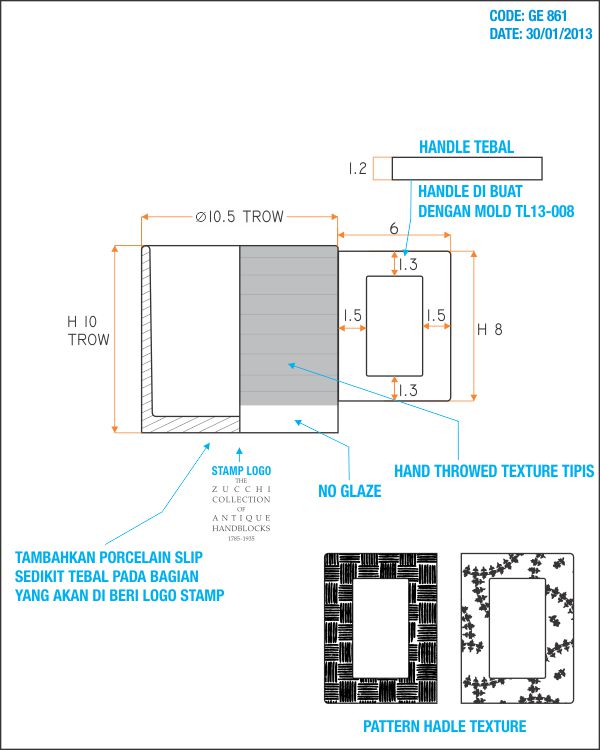 CODE: GE 861
DATE: 30/01/2013
HANDLE TEBAL
1.2
HANDLE DI BUAT
DENGAN MOLD TL13-008
Ø10.5 TROW
6
1.3
H 10
TROW
1.5
1.5
H 8
1.3
HAND THROWED TEXTURE TIPIS
STAMP LOGO
NO GLAZE
THE
ZUCCHI
COLLECTION
OF
ANTIQUE
HANDBLOCKS
1785-1935
TAMBAHKAN PORCELAIN SLIP
SEDIKIT TEBAL PADA BAGIAN
YANG AKAN DI BERI LOGO STAMP
PATTERN HADLE TEXTURE